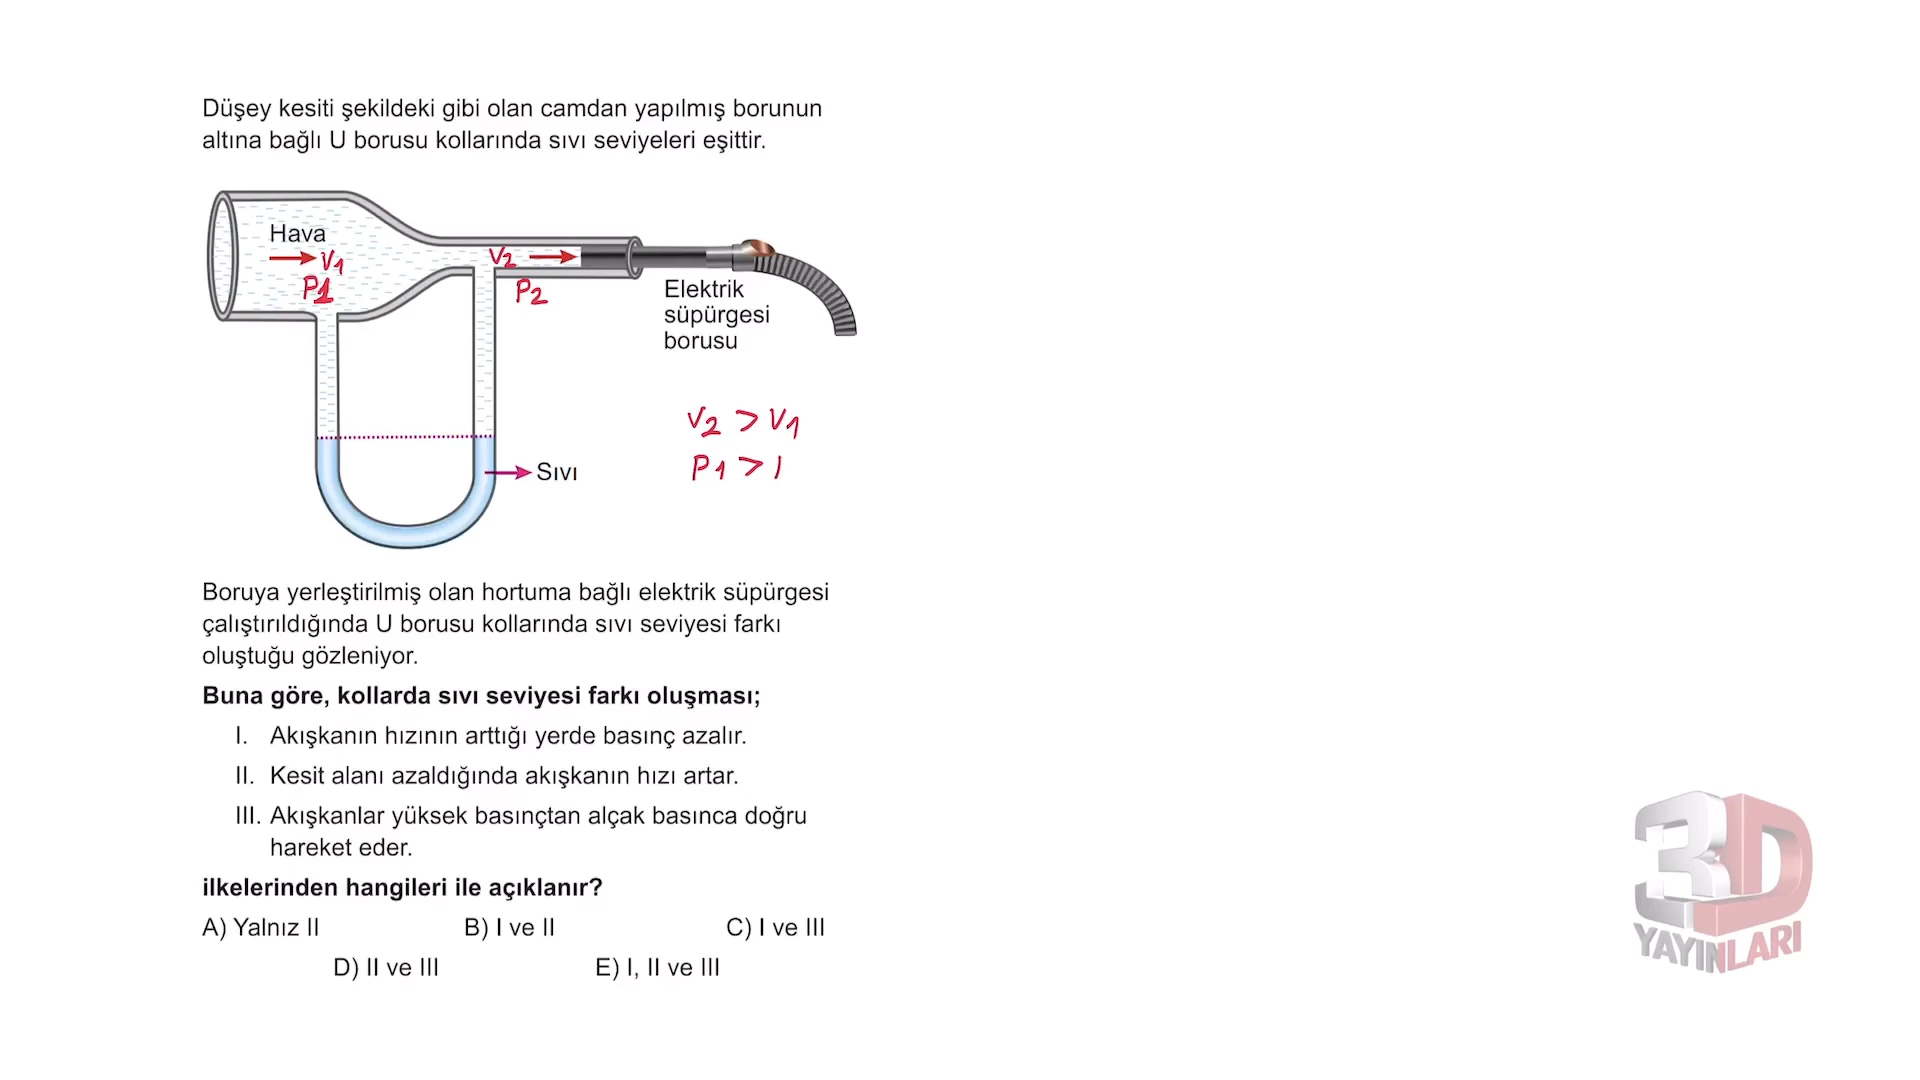 Düşey kesiti şekildeki gibi olan camdan yapılmış borunun
altına bağlı U borusu kollarında sıvı seviyeleri eşittir.
Hava
V1
P1
V2
P2
Elektrik
süpürgesi
borusu
V2 > V1
P1 >
Sıvı
Boruya yerleştirilmiş olan hortuma bağlı elektrik süpürgesi
çalıştırıldığında U borusu kollarında sıvı seviyesi farkı
oluştuğu gözleniyor.
Buna göre, kollarda sıvı seviyesi farkı oluşması;
I. Akışkanın hızının arttığı yerde basınç azalır.
II. Kesit alanı azaldığında akışkanın hızı artar.
III. Akışkanlar yüksek basınçtan alçak basınca doğru
hareket eder.
ilkelerinden hangileri ile açıklanır?
A) Yalnız II B) I ve II C) I ve III
D) II ve III E) I, II ve III
3D
YAYINLARI